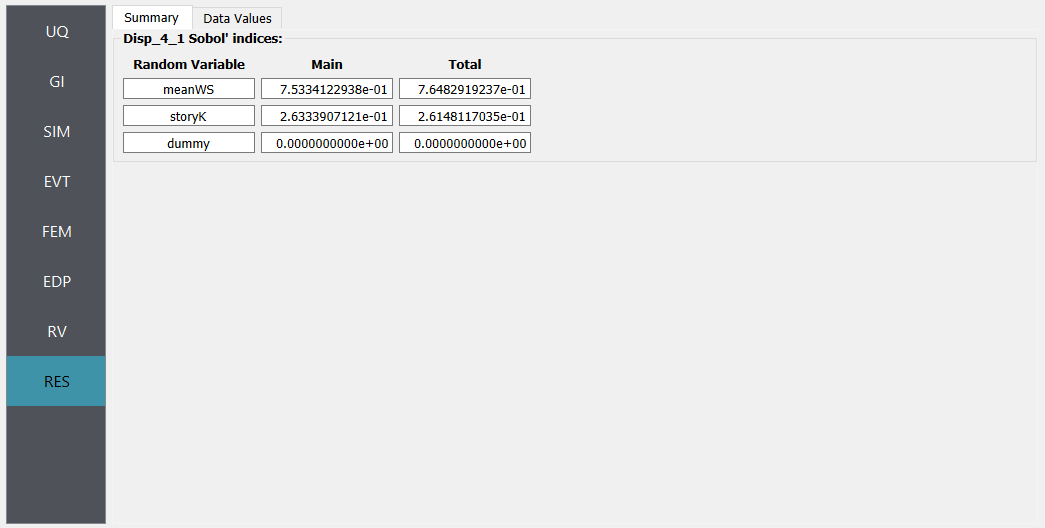 UQ
GI
SIM
EVT
FEM
EDP
RV
RES
Summary Data Values
Disp_4_1 Sobol' indices:
Random Variable Main Total
meanWS 7.5334122938e-01 7.6482919237e-01
storyK 2.6333907121e-01 2.6148117035e-01
dummy 0.0000000000e+00 0.0000000000e+00